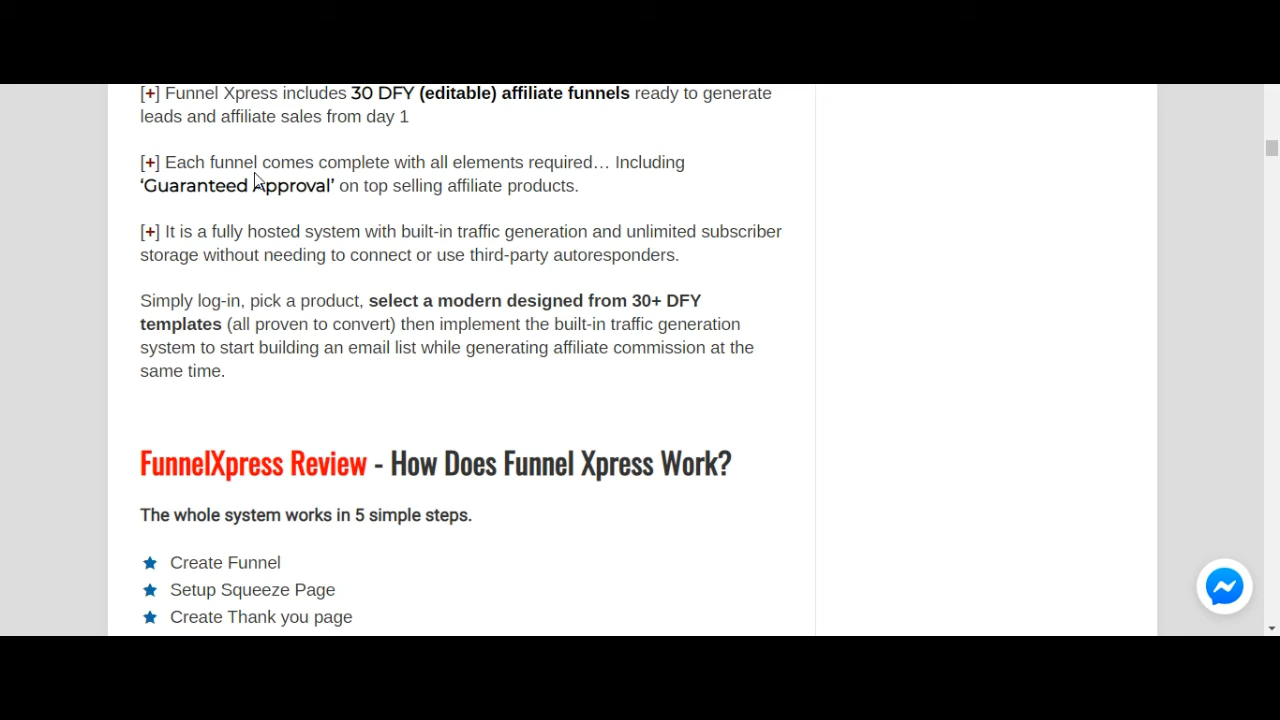 [+] Funnel Xpress includes 30 DFY (editable) affiliate funnels ready to generate
leads and affiliate sales from day 1
[+] Each funnel comes complete with all elements required… Including
‘Guaranteed Approval’ on top selling affiliate products.
[+] It is a fully hosted system with built-in traffic generation and unlimited subscriber
storage without needing to connect or use third-party autoresponders.
Simply log-in, pick a product, select a modern designed from 30+ DFY
templates (all proven to convert) then implement the built-in traffic generation
system to start building an email list while generating affiliate commission at the
same time.
FunnelXpress Review - How Does Funnel Xpress Work?
The whole system works in 5 simple steps.
Create Funnel
Setup Squeeze Page
Create Thank you page